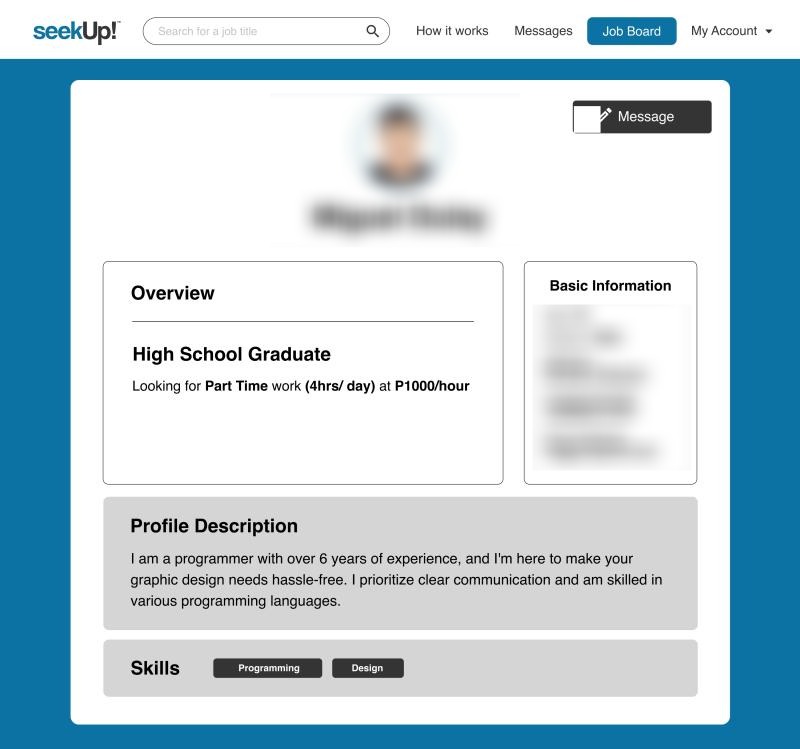 seekUp!™
Search for a job title
How it works
Messages
Job Board
My Account
Message
Overview
High School Graduate
Looking for Part Time work (4hrs/ day) at P1000/hour
Basic Information
Profile Description
I am a programmer with over 6 years of experience, and I'm here to make your
graphic design needs hassle-free. I prioritize clear communication and am skilled in
various programming languages.
Skills
Programming
Design